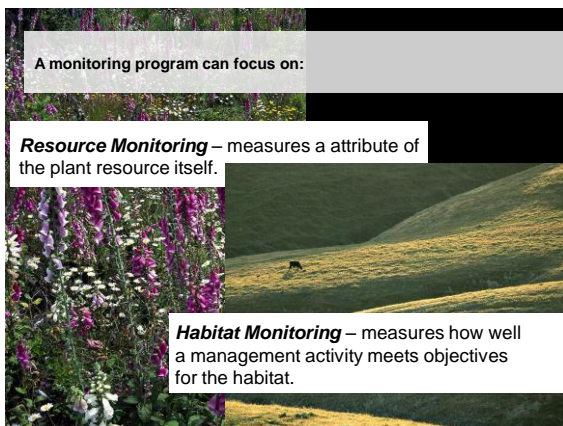 A monitoring program can focus on:
Resource Monitoring – measures a attribute of
the plant resource itself.
Habitat Monitoring – measures how well
a management activity meets objectives
for the habitat.